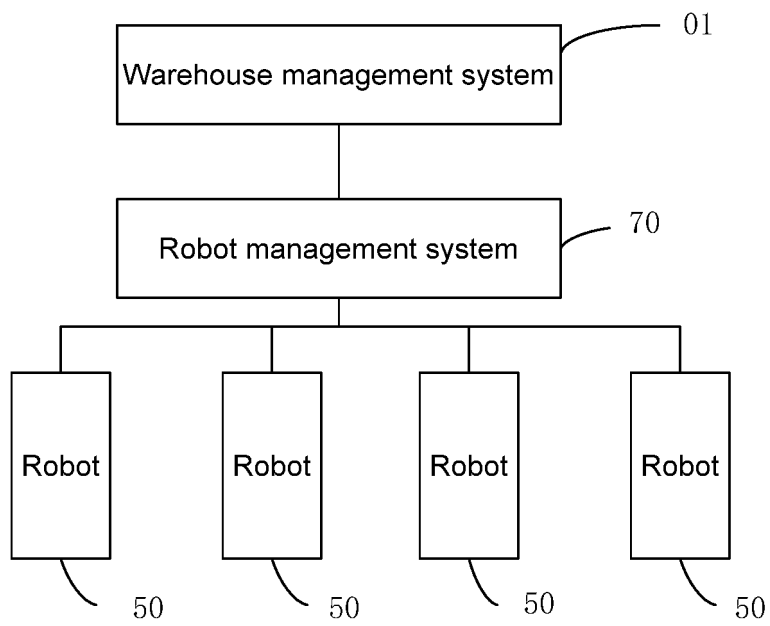 01
Warehouse management system
70
Robot management system
Robot Robot Robot Robot
50 50 50 50